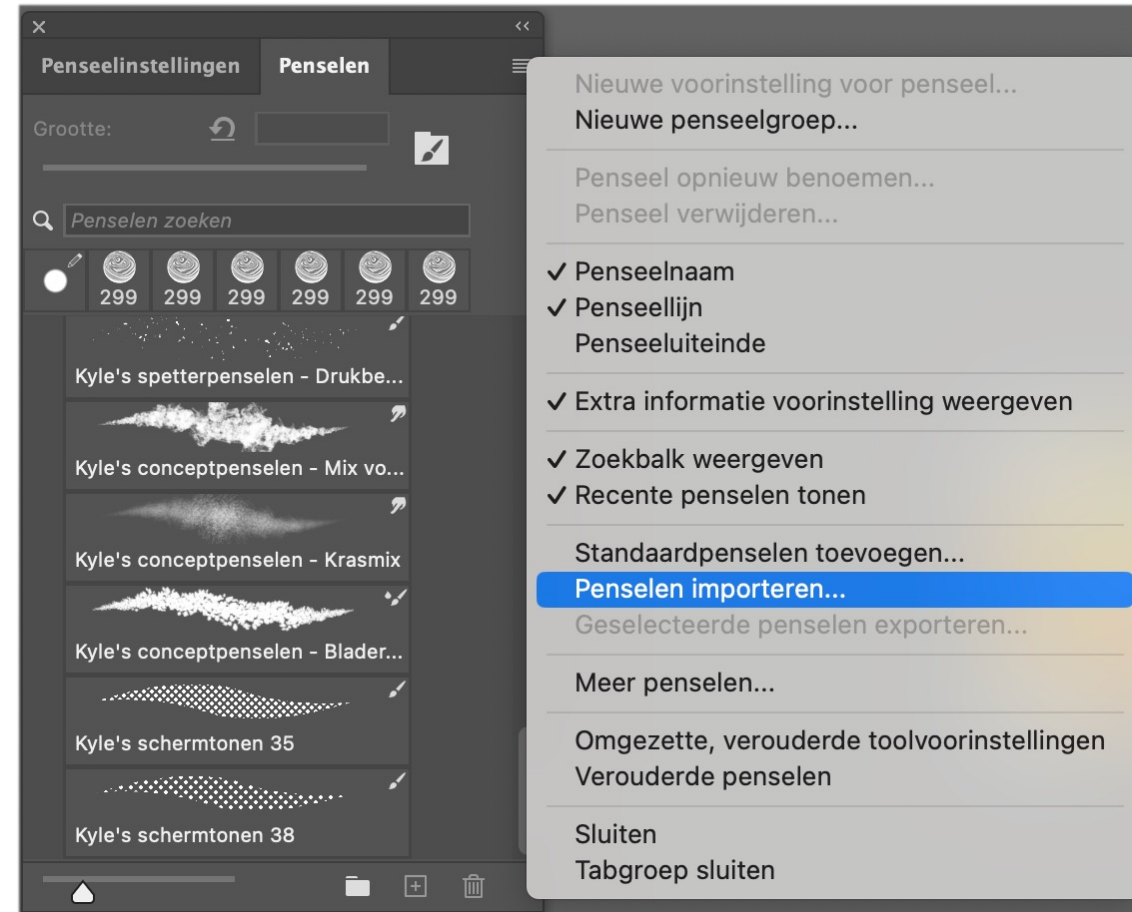 Penseelinstellingen
Penselen
Grootte:
Penselen zoeken
299 299 299 299 299 299
Kyle's spetterpenselen - Drukbe...
Kyle's conceptpenselen - Mix vo...
Kyle's conceptpenselen - Krasmix
Kyle's conceptpenselen - Blader...
Kyle's schermtonen 35
Kyle's schermtonen 38
Nieuwe voorinstelling voor penseel...
Nieuwe penseelgroep...
Penseel opnieuw benoemen...
Penseel verwijderen...
Penseelnaam
Penseellijn
Penseeluiteinde
Extra informatie voorinstelling weergeven
Zoekbalk weergeven
Recente penselen tonen
Standaardpenselen toevoegen...
Penselen importeren...
Geselecteerde penselen exporteren...
Meer penselen...
Omgezette, verouderde toolvoorinstellingen
Verouderde penselen
Sluiten
Tabgroep sluiten